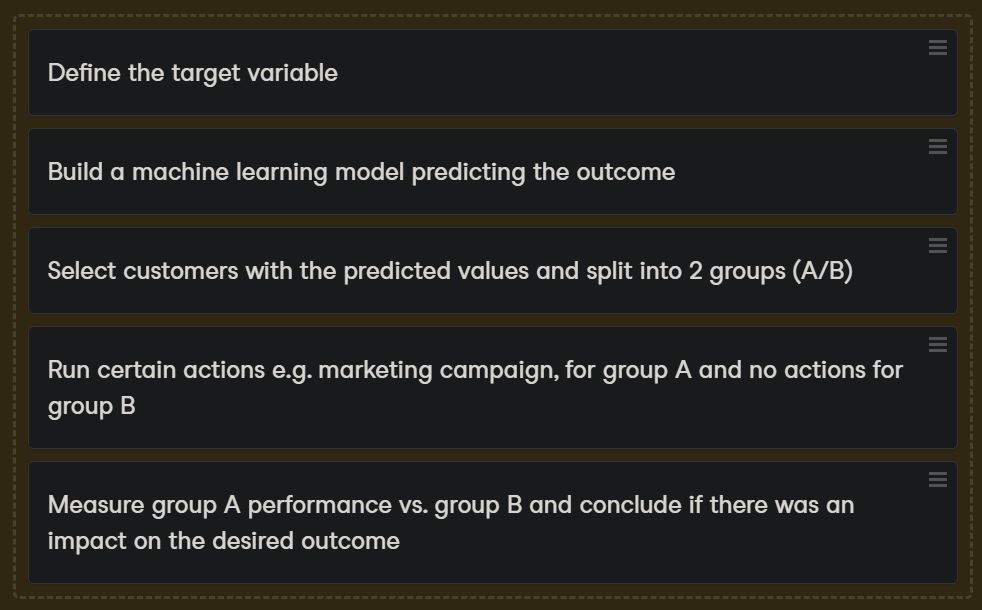 Define the target variable
Build a machine learning model predicting the outcome
Select customers with the predicted values and split into 2 groups (A/B)
Run certain actions e.g. marketing campaign, for group A and no actions for
group B
Measure group A performance vs. group B and conclude if there was an
impact on the desired outcome